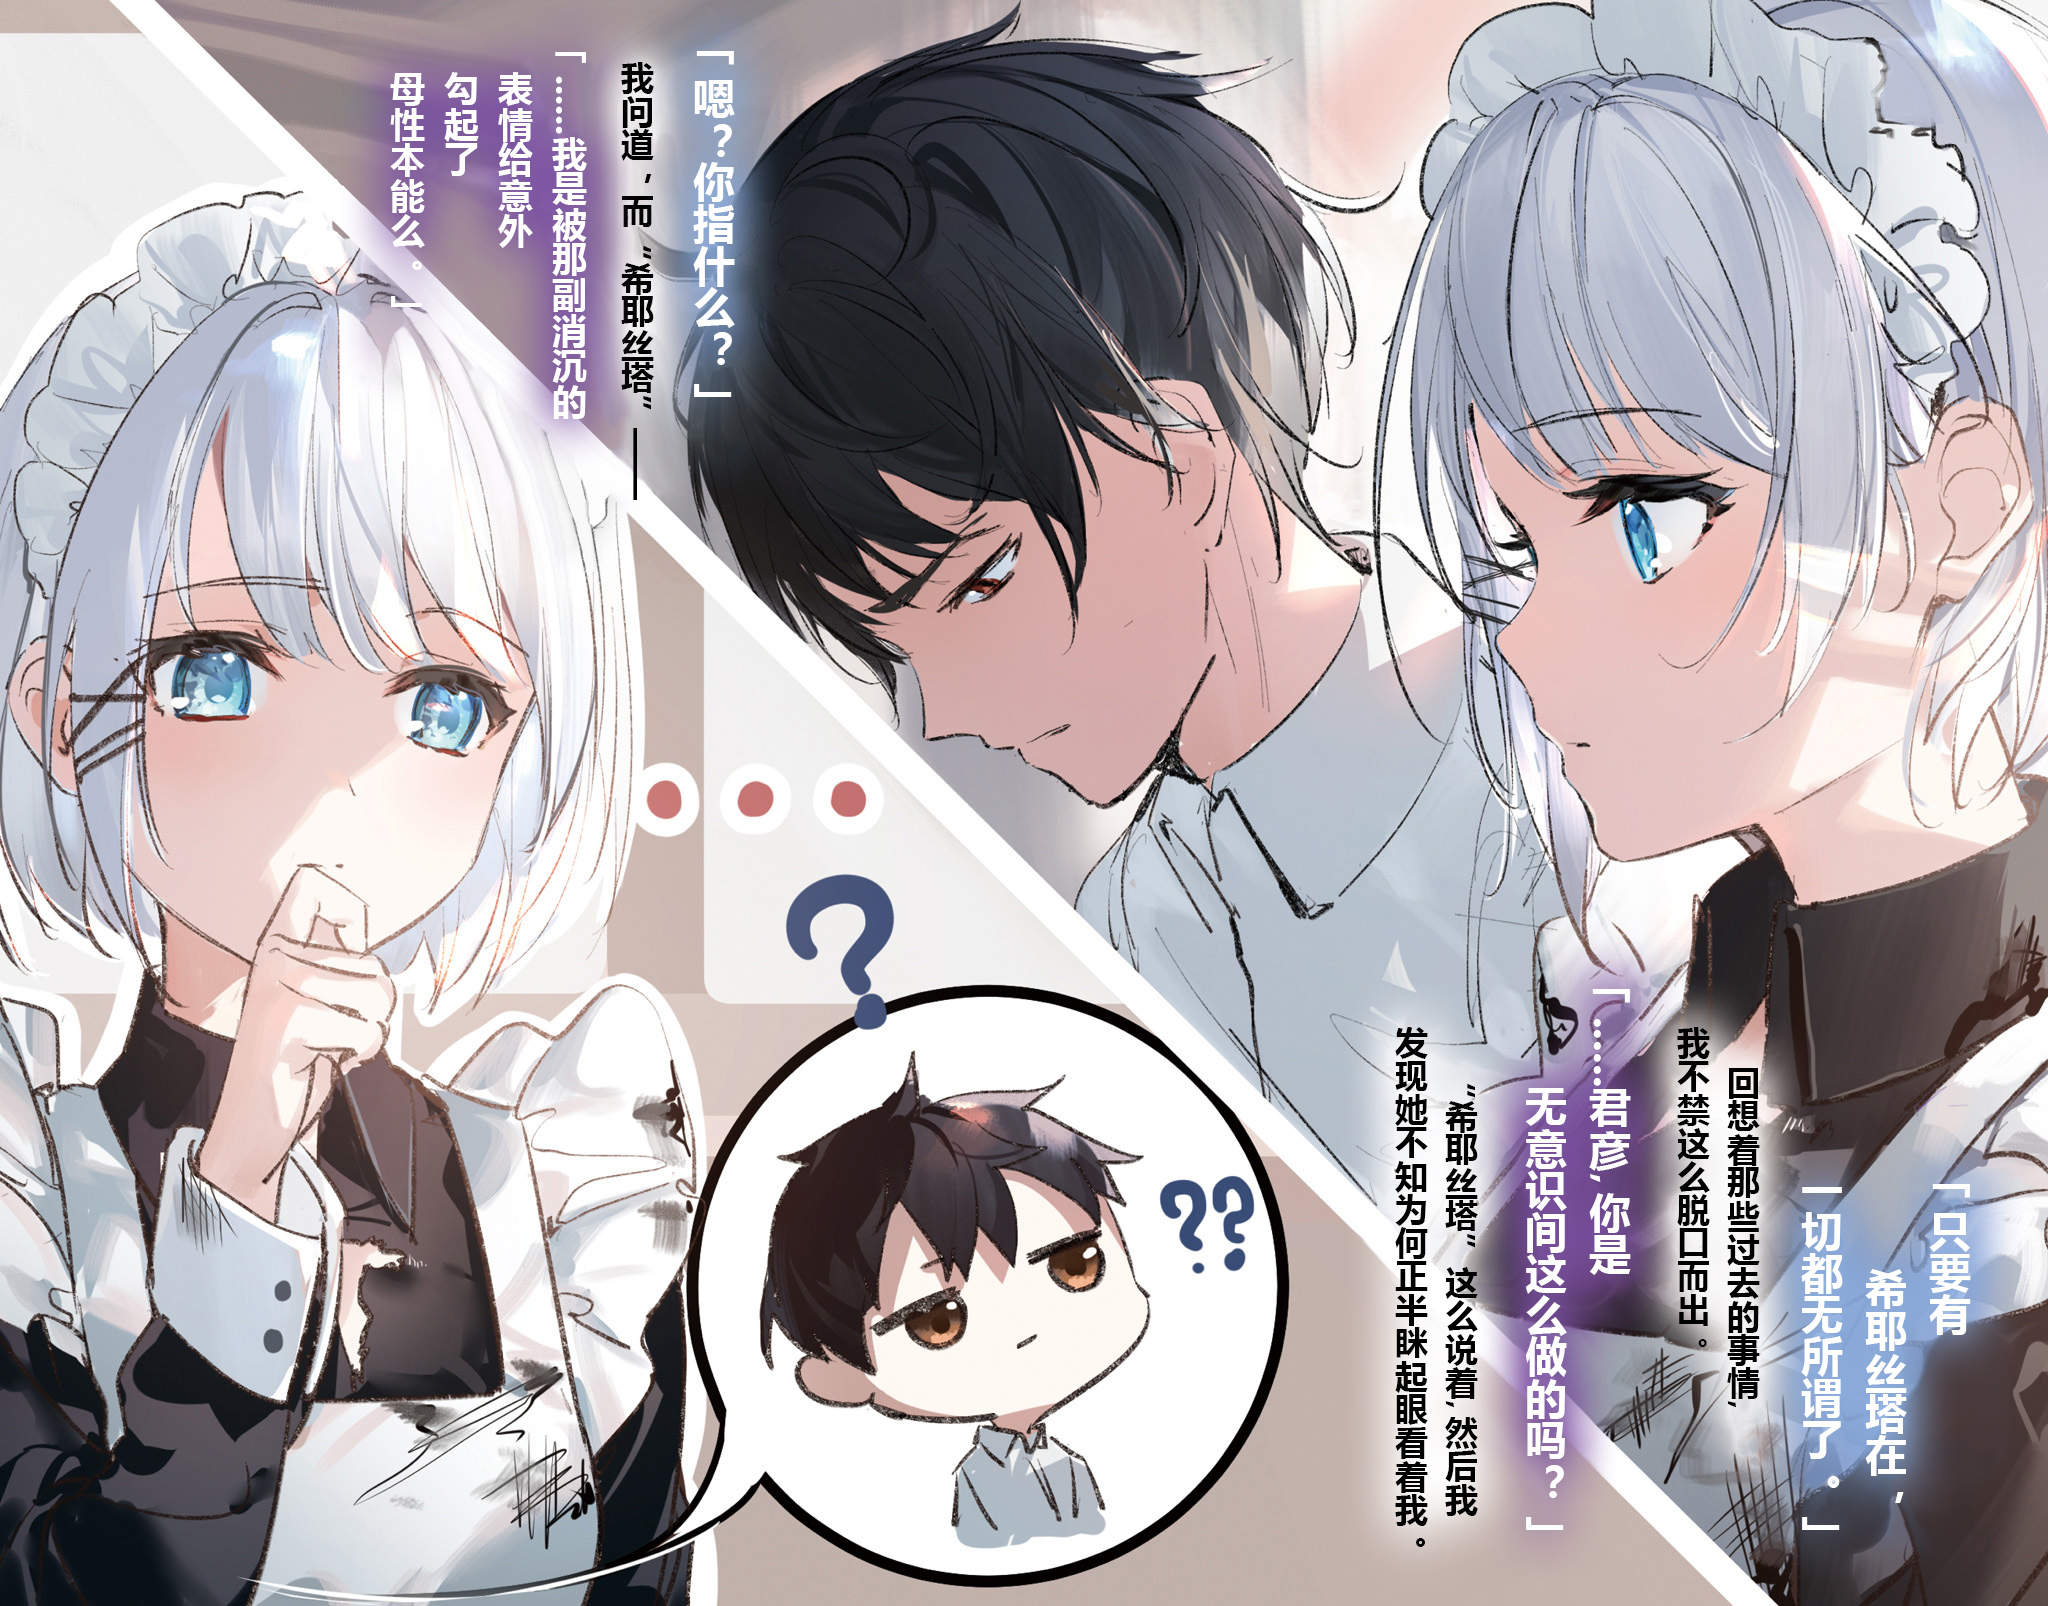 「只要有
希耶丝塔在，
一切都无所谓了。」
回想着那些过去的事情，
我不禁这么脱口而出。
「……君彦，你是
无意识间这么做的吗？」
“希耶丝塔”这么说着，然后我
发现她不知为何正半眯起眼看着我。
「嗯？你指什么？」
我问道，而“希耶丝塔”——
「……我是被那副消沉的
表情给意外
勾起了
母性本能么。」
?
??